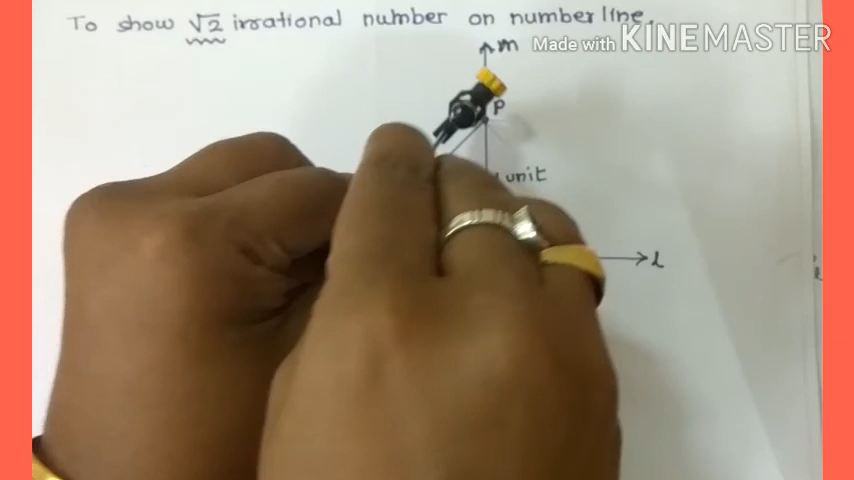 To show √2 irrational number on number line.
Made with KINEMASTER
m
P
unit
l